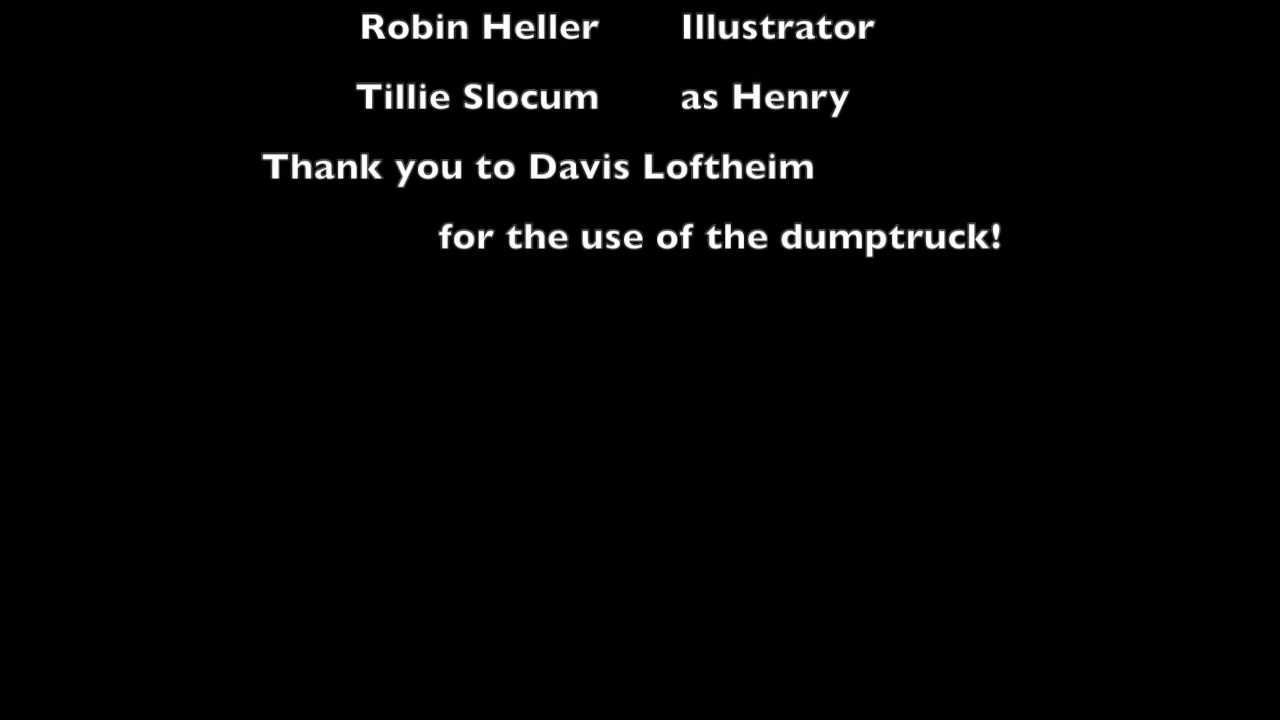 Robin Heller Illustrator
Tillie Slocum as Henry
Thank you to Davis Loftheim
for the use of the dumptruck!